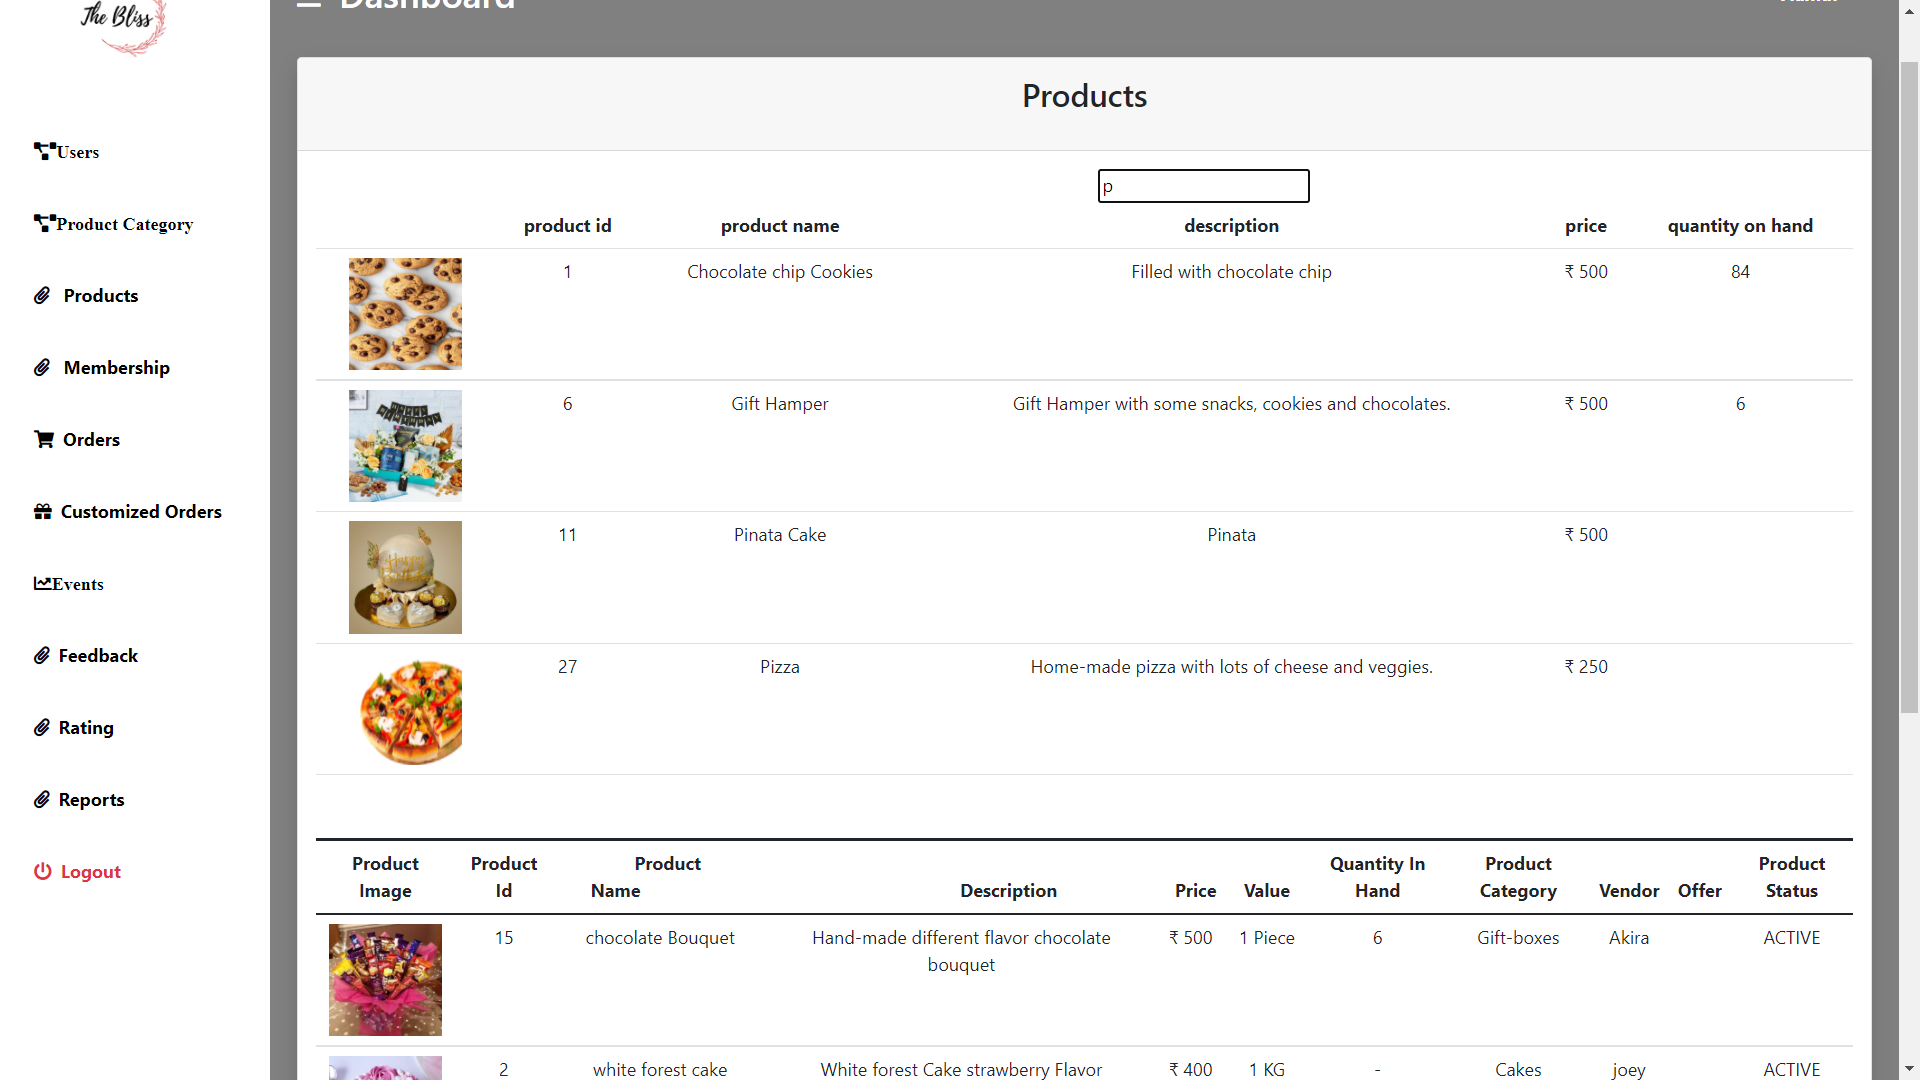 The Bliss
Dashboard
Users
Product Category
Products
Membership
Orders
Customized Orders
Events
Feedback
Rating
Reports
Logout
Products
p
product id product name description price quantity on hand
1 Chocolate chip Cookies Filled with chocolate chip ₹ 500 84
6 Gift Hamper Gift Hamper with some snacks, cookies and chocolates. ₹ 500 6
11 Pinata Cake Pinata ₹ 500
27 Pizza Home-made pizza with lots of cheese and veggies. ₹ 250
Product Product Product Quantity In Product Product
Image Id Name Description Price Value Hand Category Vendor Offer Status
15 chocolate Bouquet Hand-made different flavor chocolate ₹ 500 1 Piece 6 Gift-boxes Akira ACTIVE
bouquet
2 white forest cake White forest Cake strawberry Flavor ₹ 400 1 KG - Cakes joey ACTIVE